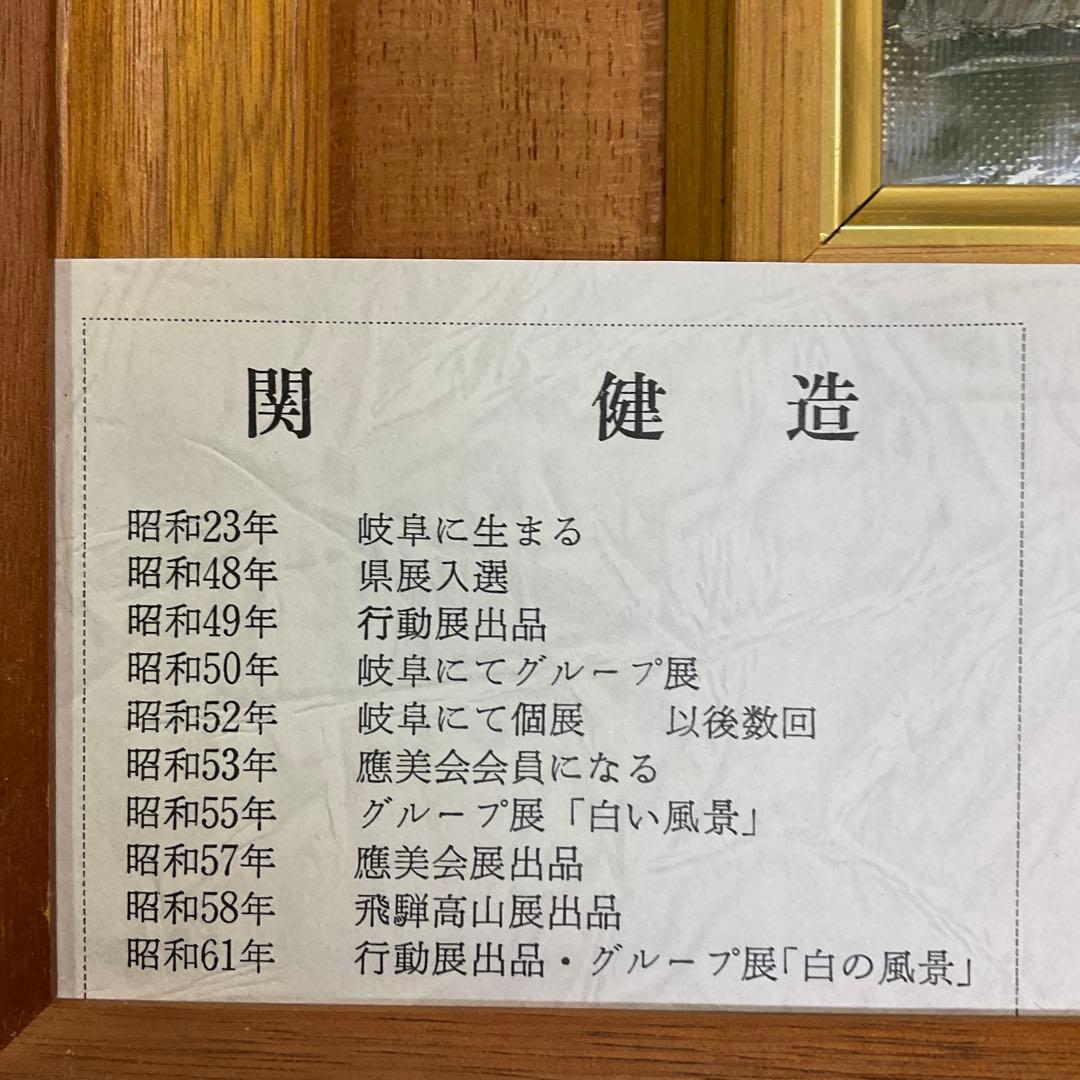 関 健 造
昭和23年 岐阜に生まる
昭和48年 県展入選
昭和49年 行動展出品
昭和50年 岐阜にてグループ展
昭和52年 岐阜にて個展 以後数回
昭和53年 應美会会員になる
昭和55年 グループ展「白い風景」
昭和57年 應美会展出品
昭和58年 飛騨高山展出品
昭和61年 行動展出品・グループ展「白の風景」